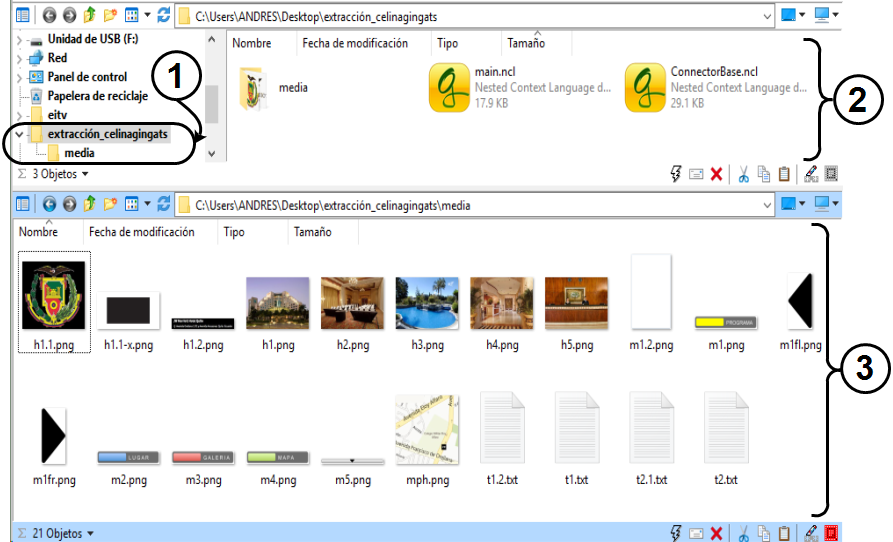 C:\Users\ANDRES\Desktop\extracción_celinagingats
Unidad de USB (F:)
Red
Panel de control
Papelera de reciclaje
eitv
extracción_celinagingats
media
1
Nombre Fecha de modificación Tipo Tamaño
media
main.ncl
Nested Context Language d...
17.9 KB
ConnectorBase.ncl
Nested Context Language d...
29.1 KB
2
3 Objetos
C:\Users\ANDRES\Desktop\extracción_celinagingats\media
Nombre Fecha de modificación Tipo Tamaño
PROGRAMA
h1.1.png h1.1-x.png h1.2.png h1.png h2.png h3.png h4.png h5.png m1.2.png m1.png m1fl.png
3
LUGAR GALERIA MAPA
Avenida Eloy Alfaro
m1fr.png m2.png m3.png m4.png m5.png mph.png t1.2.txt t1.txt t2.1.txt t2.txt
21 Objetos